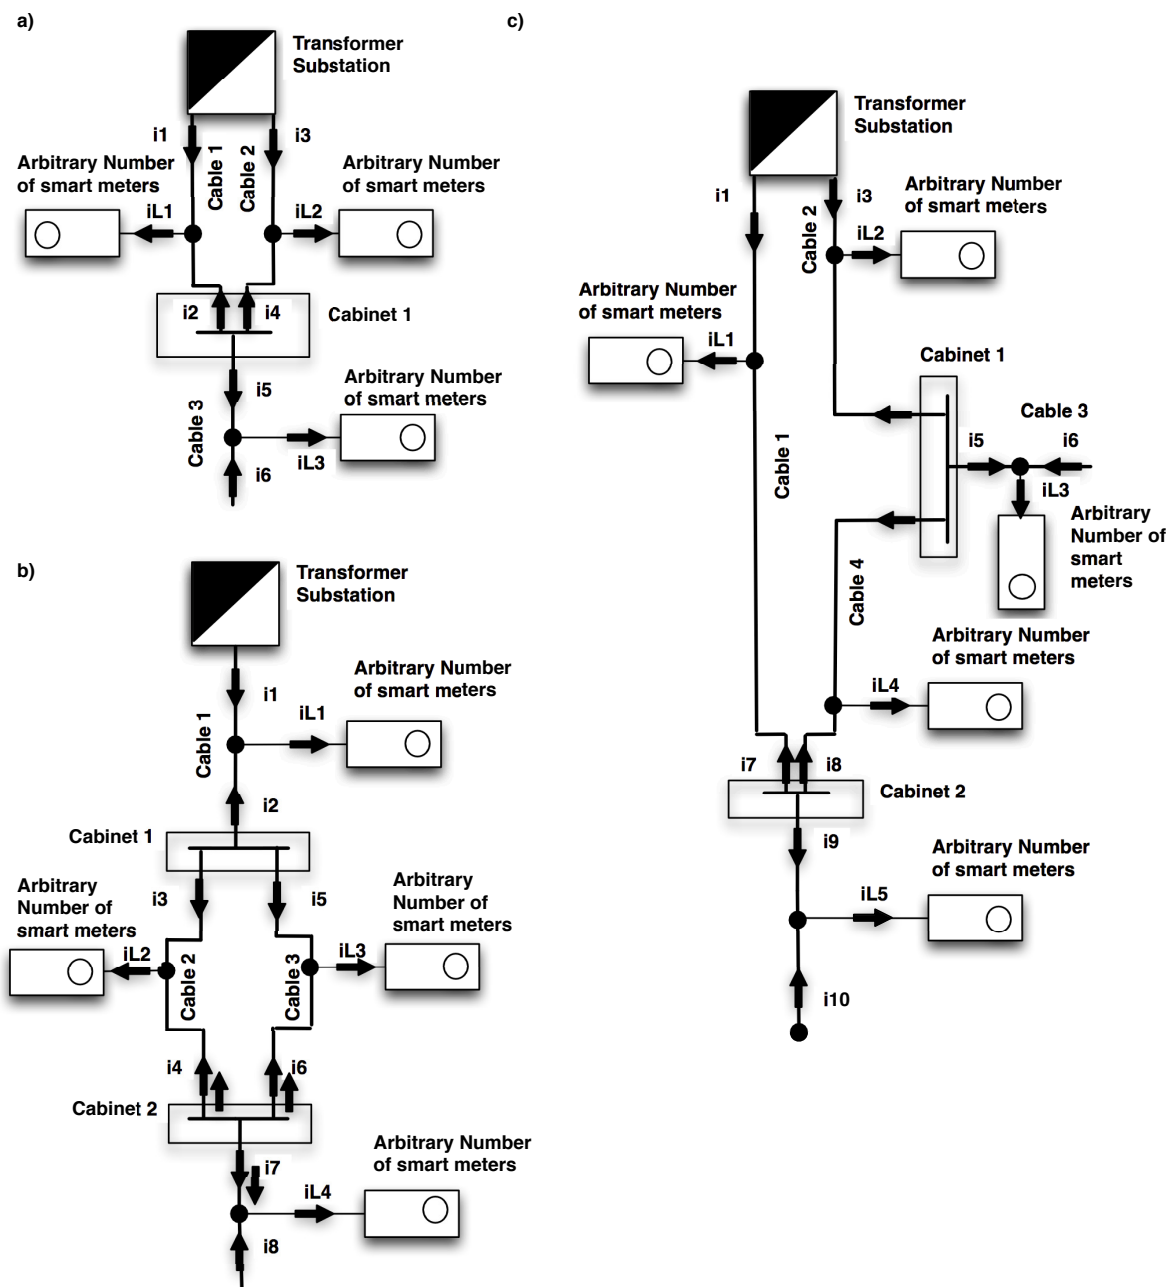 a)
Transformer
Substation
i1
i3
Cable 1
Cable 2
Arbitrary Number
of smart meters
Arbitrary Number
of smart meters
iL1
iL2
i2
i4
Cabinet 1
i5
Arbitrary Number
of smart meters
Cable 3
iL3
i6
b)
Transformer
Substation
i1
Arbitrary Number
of smart meters
iL1
Cable 1
i2
Cabinet 1
i3
i5
Arbitrary
Number of
smart meters
Arbitrary
Number of
smart meters
iL2
Cable 2
Cable 3
iL3
i4
i6
Cabinet 2
i7
Arbitrary Number
of smart meters
iL4
i8
c)
Transformer
Substation
i1
i3
Arbitrary Number
of smart meters
Cable 2
iL2
Arbitrary Number
of smart meters
iL1
Cabinet 1
Cable 3
Cable 1
i5
i6
iL3
Arbitrary
Number of
smart
meters
Cable 4
Arbitrary Number
of smart meters
iL4
i7
i8
Cabinet 2
i9
Arbitrary Number
of smart meters
iL5
i10